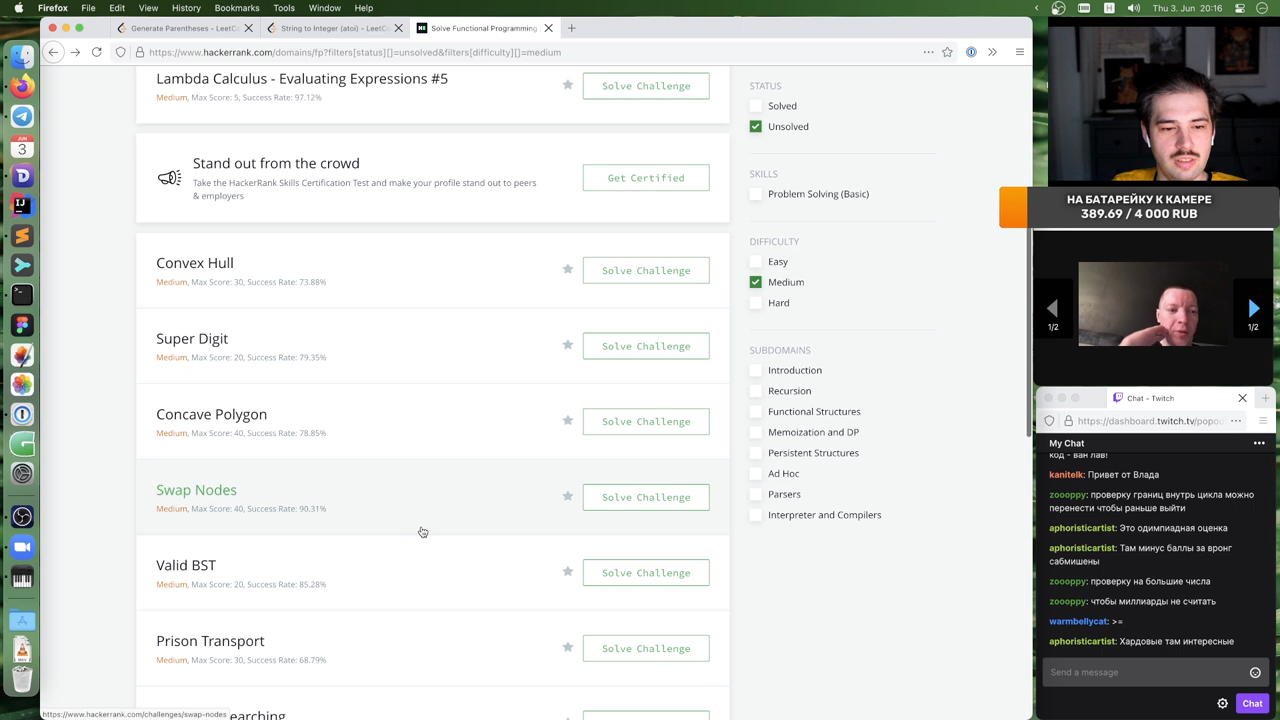 Firefox File Edit View History Bookmarks Tools Window Help
Generate Parentheses - LeetC
String to Integer (atoi) - LeetC
Solve Functional Programming
https://www.hackerrank.com/domains/fp?filters[status][]=unsolved&filters[difficulty][]=medium
Lambda Calculus - Evaluating Expressions #5
Medium, Max Score: 5, Success Rate: 97.12%
Solve Challenge
Stand out from the crowd
Take the HackerRank Skills Certification Test and make your profile stand out to peers
& employers
Get Certified
Convex Hull
Medium, Max Score: 30, Success Rate: 73.88%
Solve Challenge
Super Digit
Medium, Max Score: 20, Success Rate: 79.35%
Solve Challenge
Concave Polygon
Medium, Max Score: 40, Success Rate: 78.85%
Solve Challenge
Swap Nodes
Medium, Max Score: 40, Success Rate: 90.31%
Solve Challenge
Valid BST
Medium, Max Score: 20, Success Rate: 85.28%
Solve Challenge
Prison Transport
Medium, Max Score: 30, Success Rate: 68.79%
Solve Challenge
https://www.hackerrank.com/challenges/swap-nodes
STATUS
Solved
Unsolved
SKILLS
Problem Solving (Basic)
DIFFICULTY
Easy
Medium
Hard
SUBDOMAINS
Introduction
Recursion
Functional Structures
Memoization and DP
Persistent Structures
Ad Hoc
Parsers
Interpreter and Compilers
JUN
3
НА БАТАРЕЙКУ К КАМЕРЕ
389.69 / 4 000 RUB
1/2
1/2
Chat - Twitch
https://dashboard.twitch.tv/popou
My Chat
код - ван лав!
kanitelk: Привет от Влада
zoooppy: проверку границ внутрь цикла можно
перенести чтобы раньше выйти
aphoristicartist: Это одимпиадная оценка
aphoristicartist: Там минус баллы за вронг
сабмишены
zoooppy: проверку на большие числа
zoooppy: чтобы миллиарды не считать
warmbellycat: >=
aphoristicartist: Хардовые там интересные
Send a message
Chat